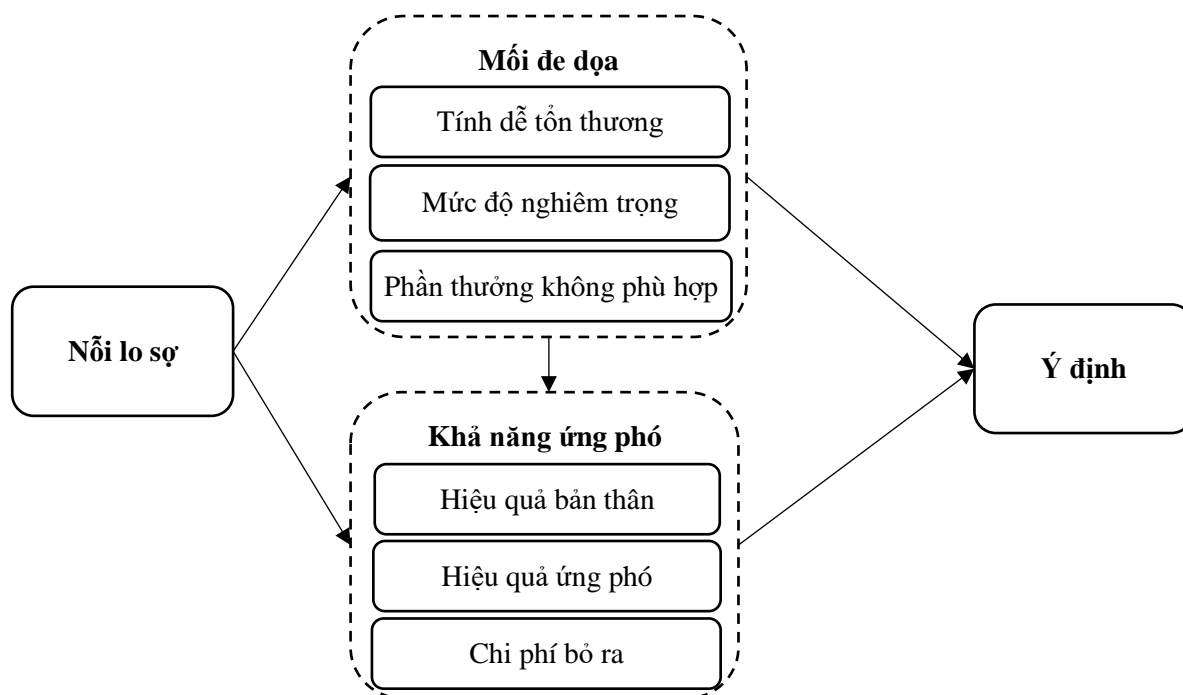 Mối đe dọa
Tính dễ tổn thương
Mức độ nghiêm trọng
Phần thưởng không phù hợp
Nỗi lo sợ
Ý định
Khả năng ứng phó
Hiệu quả bản thân
Hiệu quả ứng phó
Chi phí bỏ ra